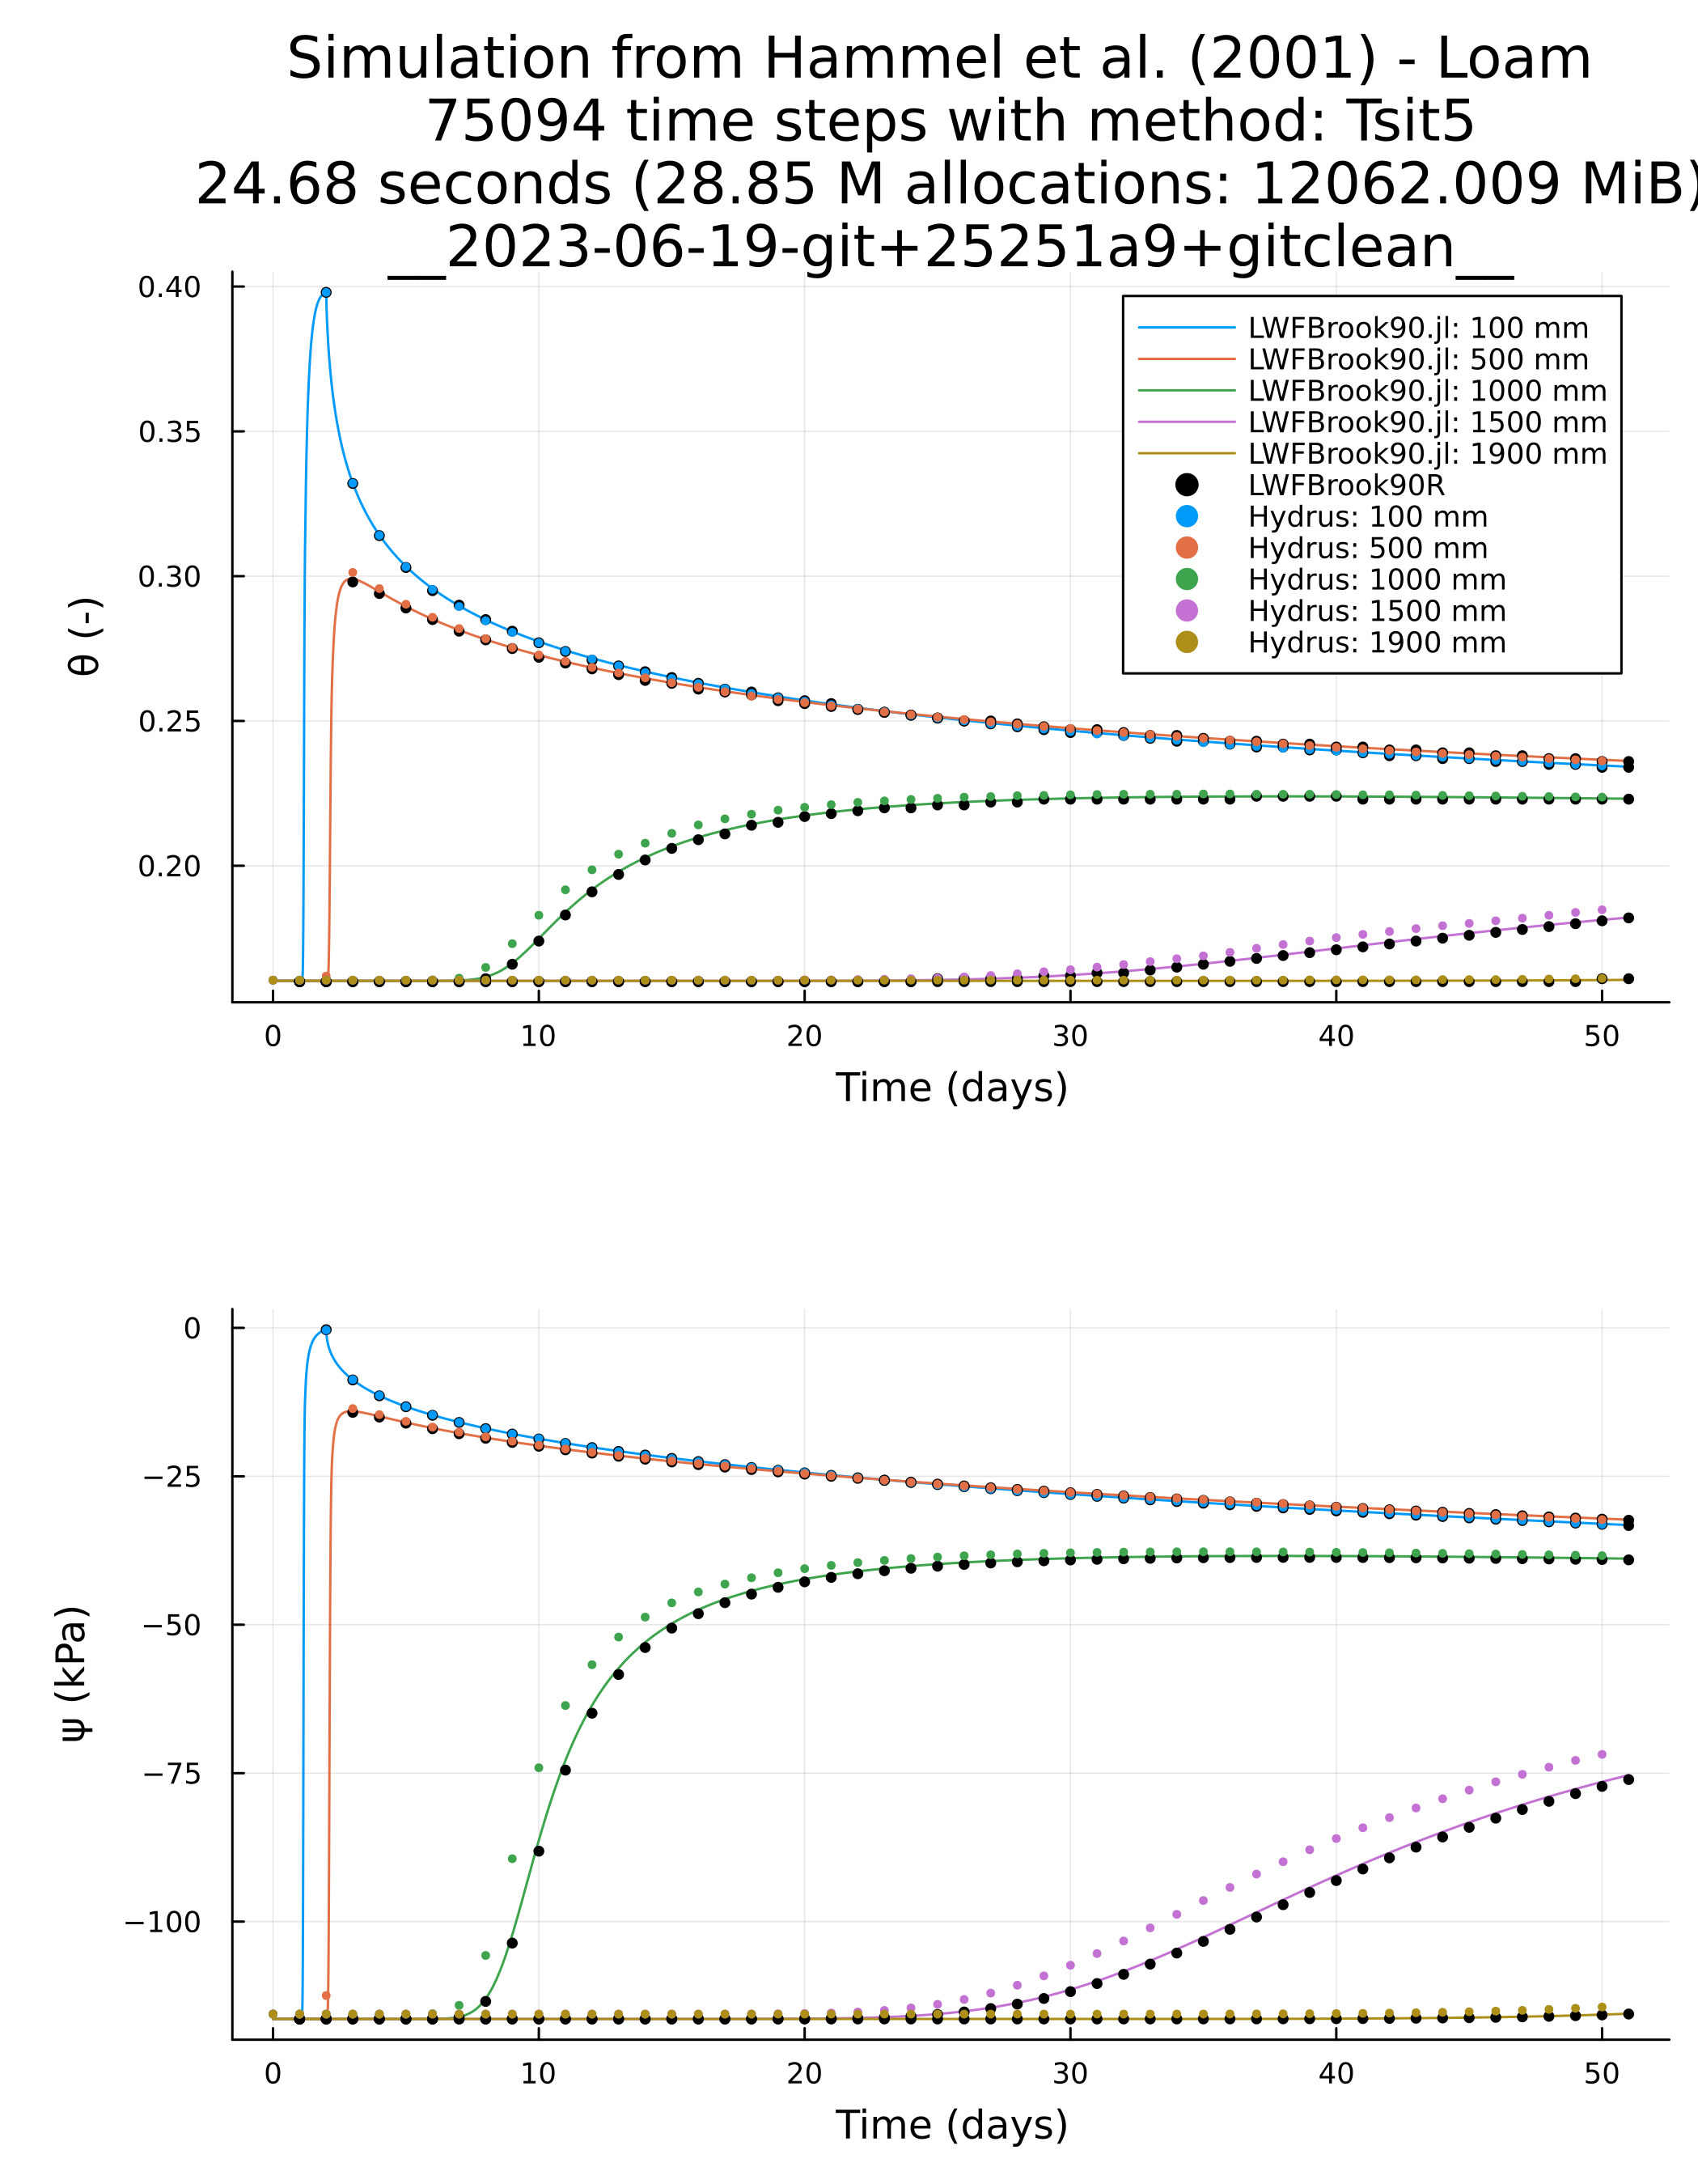 Simulation from Hammel et al. (2001) - Loam
75094 time steps with method: Tsit5
24.68 seconds (28.85 M allocations: 12062.009 MiB)
__2023-06-19-git+25251a9+gitclean__
0.40
0.35
0.30
0.25
0.20
θ (-)
LWFBrook90.jl: 100 mm
LWFBrook90.jl: 500 mm
LWFBrook90.jl: 1000 mm
LWFBrook90.jl: 1500 mm
LWFBrook90.jl: 1900 mm
LWFBrook90R
Hydrus: 100 mm
Hydrus: 500 mm
Hydrus: 1000 mm
Hydrus: 1500 mm
Hydrus: 1900 mm
0 10 20 30 40 50
Time (days)
0
−25
−50
−75
−100
ψ (kPa)
0 10 20 30 40 50
Time (days)